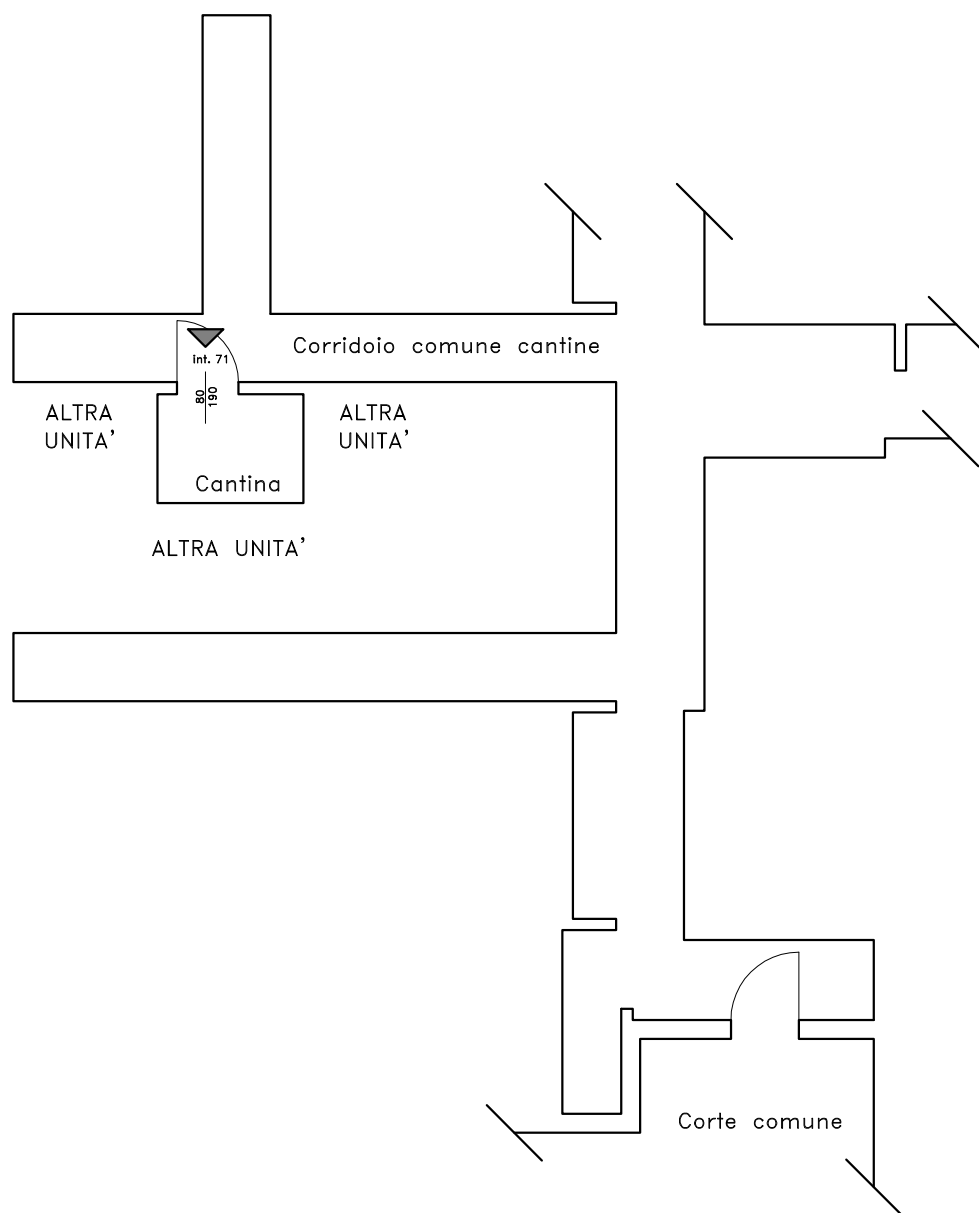 Corridoio comune cantine
int. 71
80
190
ALTRA
UNITA'
ALTRA
UNITA'
Cantina
ALTRA UNITA'
Corte comune